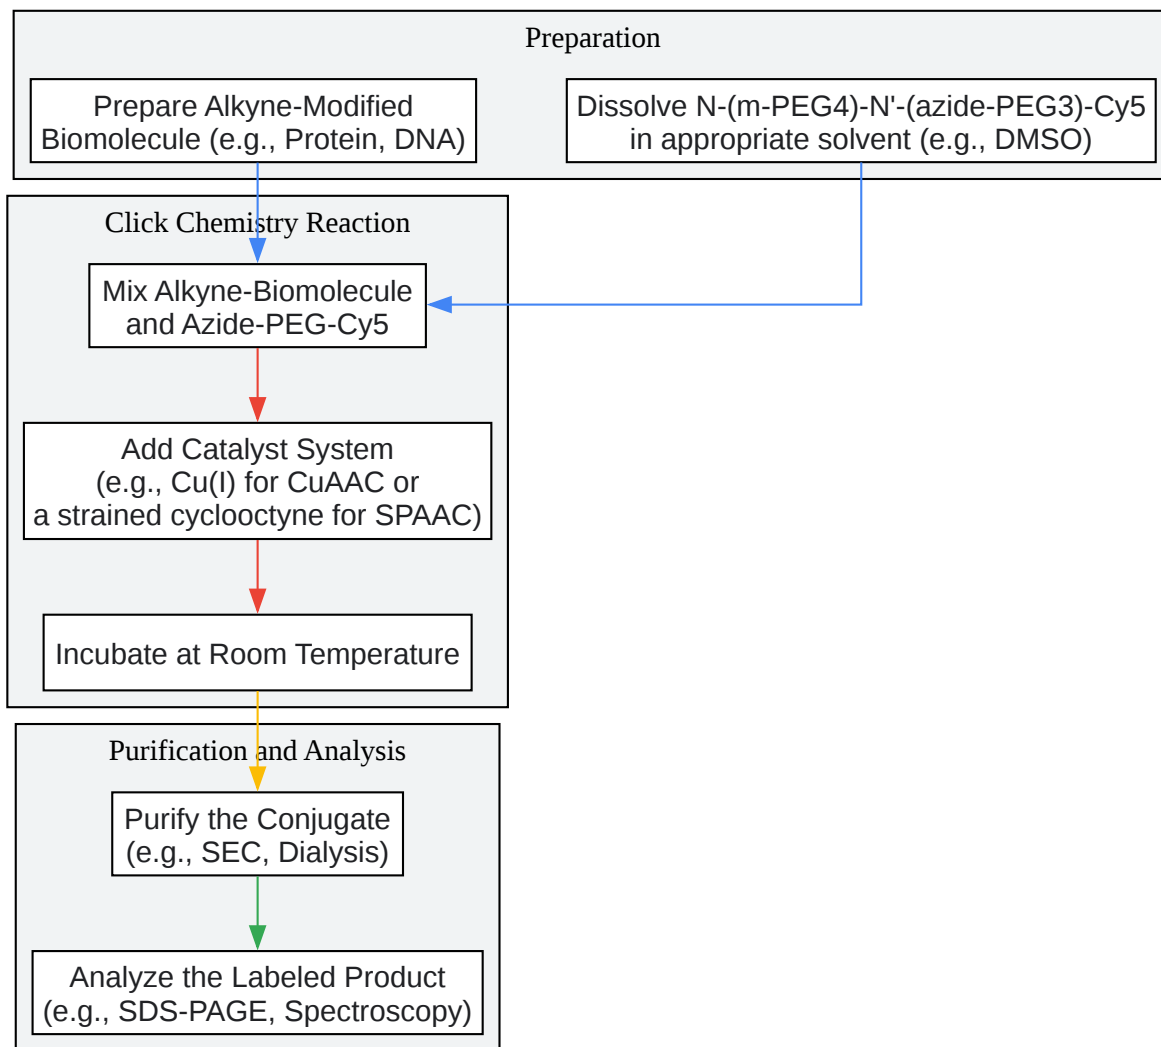 Preparation
Prepare Alkyne-Modified
Biomolecule (e.g., Protein, DNA)
Dissolve N-(m-PEG4)-N'-(azide-PEG3)-Cy5
in appropriate solvent (e.g., DMSO)
Click Chemistry Reaction
Mix Alkyne-Biomolecule
and Azide-PEG-Cy5
Add Catalyst System
(e.g., Cu(I) for CuAAC or
a strained cyclooctyne for SPAAC)
Incubate at Room Temperature
Purification and Analysis
Purify the Conjugate
(e.g., SEC, Dialysis)
Analyze the Labeled Product
(e.g., SDS-PAGE, Spectroscopy)